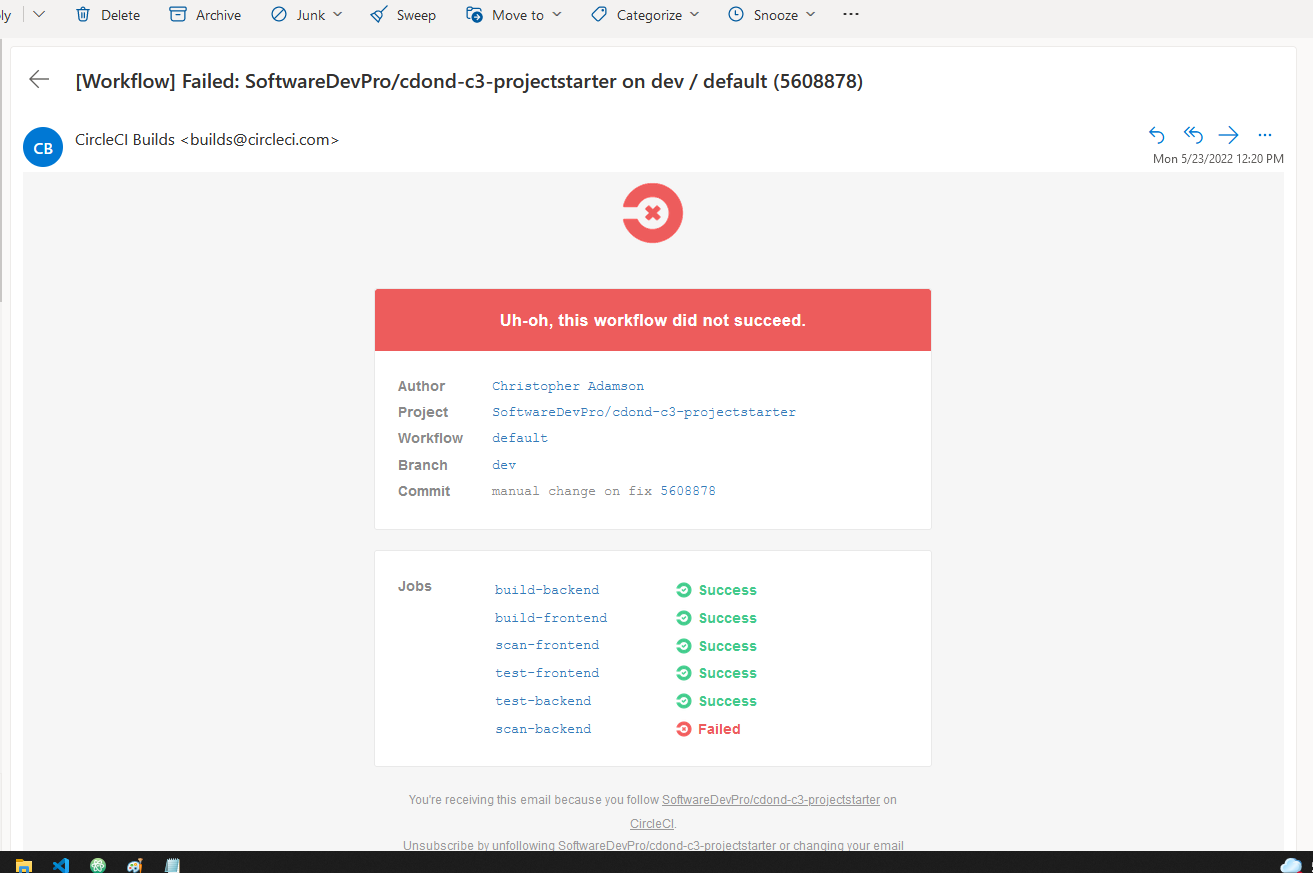 ly Delete Archive Junk Sweep Move to Categorize Snooze ...
[Workflow] Failed: SoftwareDevPro/cdond-c3-projectstarter on dev / default (5608878)
CB
CircleCI Builds <builds@circleci.com>
Mon 5/23/2022 12:20 PM
Uh-oh, this workflow did not succeed.
Author Christopher Adamson
Project SoftwareDevPro/cdond-c3-projectstarter
Workflow default
Branch dev
Commit manual change on fix 5608878
Jobs
build-backend Success
build-frontend Success
scan-frontend Success
test-frontend Success
test-backend Success
scan-backend Failed
You're receiving this email because you follow SoftwareDevPro/cdond-c3-projectstarter on
CircleCI.
Unsubscribe by unfollowing SoftwareDevPro/cdond-c3-projectstarter or changing your email